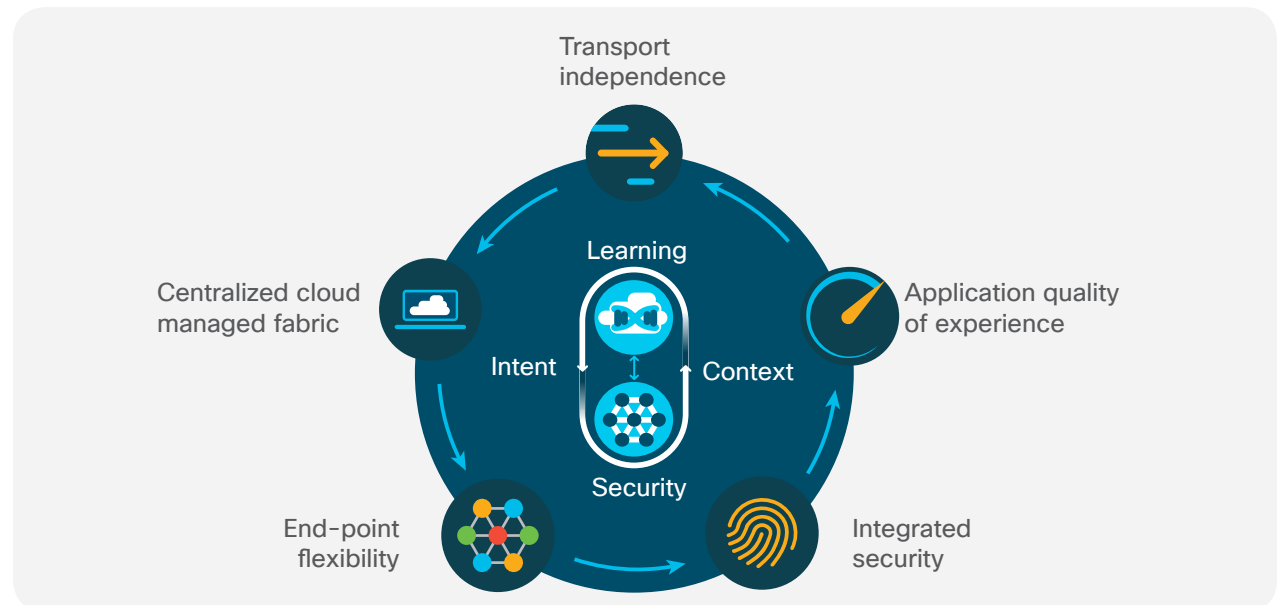 Transport
independence
Learning
Centralized cloud
managed fabric
Application quality
of experience
Intent
Context
Security
End-point
flexibility
Integrated
security